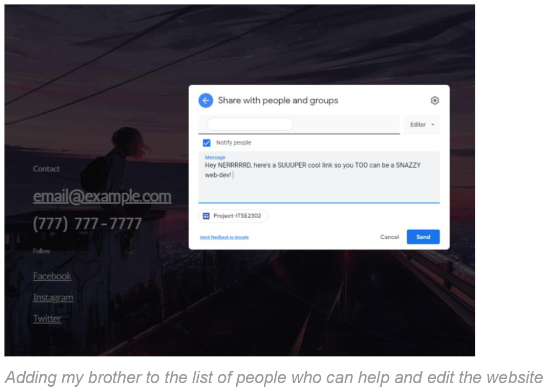 Share with people and groups
Editor
Notify people
Message
Hey NERRRRRD, here's a SUUUPER cool link so you TOO can be a SNAZZY
web-dev!
Project-ITSE2302
Send feedback to Google
Cancel
Send
Contact
email@example.com
(777) 777-7777
Follow
Facebook
Instagram
Twitter
Adding my brother to the list of people who can help and edit the website